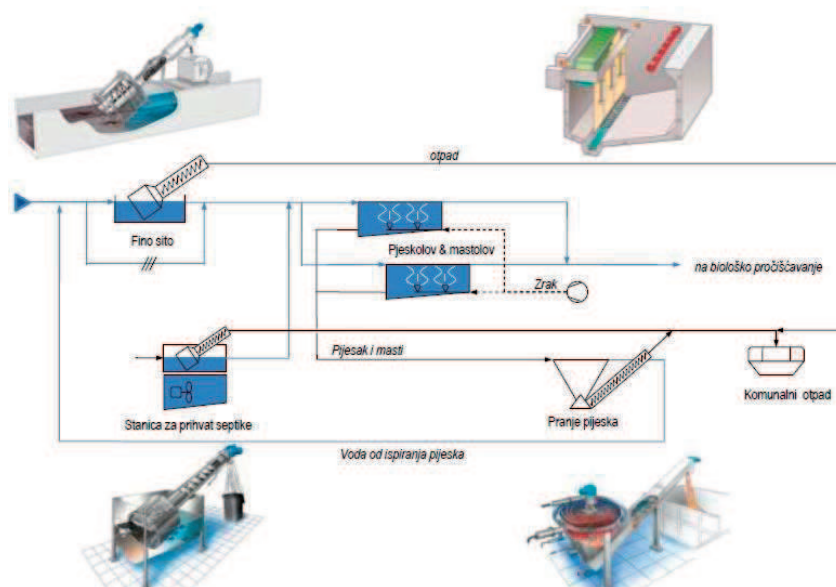 otpad
Fino sito
Pjeskolov & mastolov
na biološko pročišćavanje
Zrak
Pijesak i masti
Komunalni otpad
Stanica za prihvat septike
Pranje pijeska
Voda od ispiranja pijeska